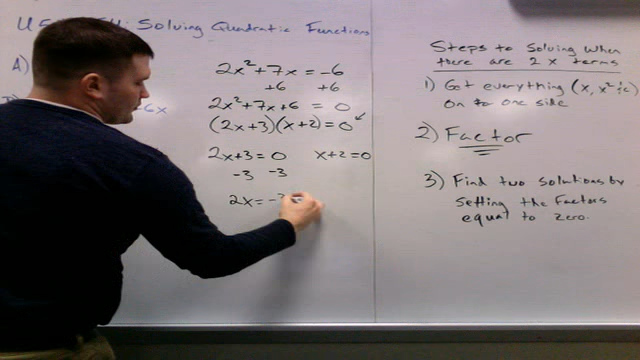 Solving Quadratic Functions
A)
6x
2x² + 7x = -6
+6 +6
2x² + 7x + 6 = 0
(2x + 3)(x + 2) = 0
2x + 3 = 0 x + 2 = 0
-3 -3
2x = -3
Steps to Solving when
there are 2 x terms
1) Get everything (x, x² & c)
on to one side
2) Factor
3) Find two solutions by
setting the Factors
equal to zero.